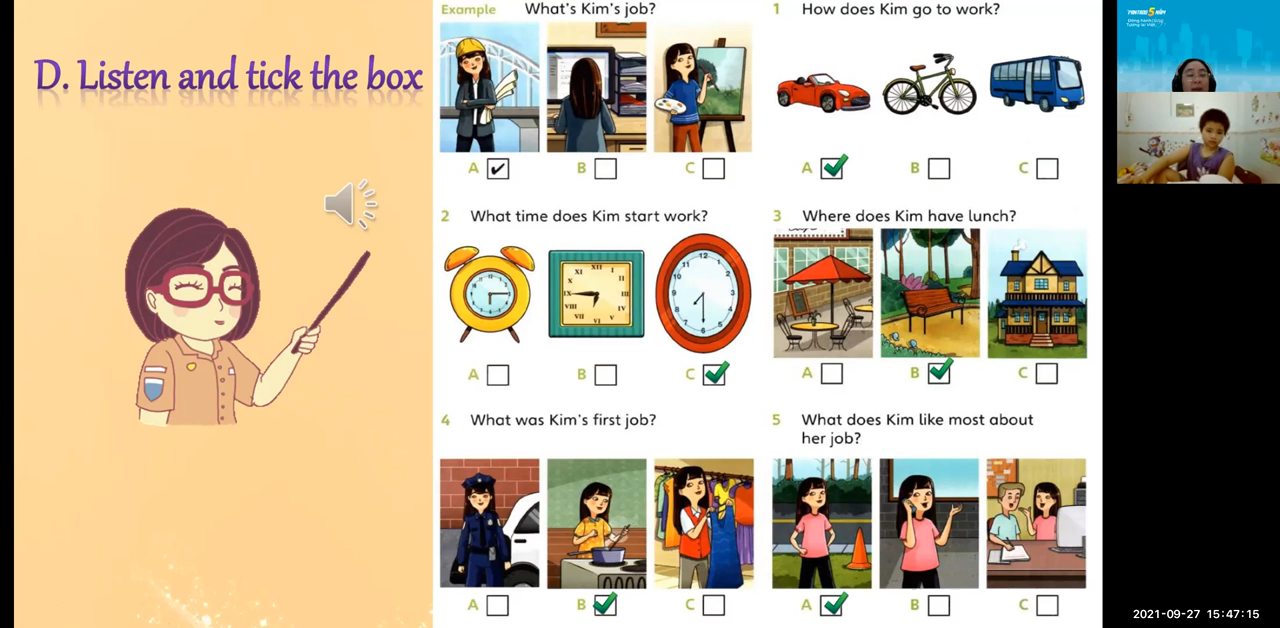 D. Listen and tick the box
Example What's Kim's job?
A B C
1 How does Kim go to work?
A B C
2 What time does Kim start work?
A B C
3 Where does Kim have lunch?
A B C
4 What was Kim's first job?
A B C
5 What does Kim like most about
her job?
A B C
2021-09-27 15:47:15